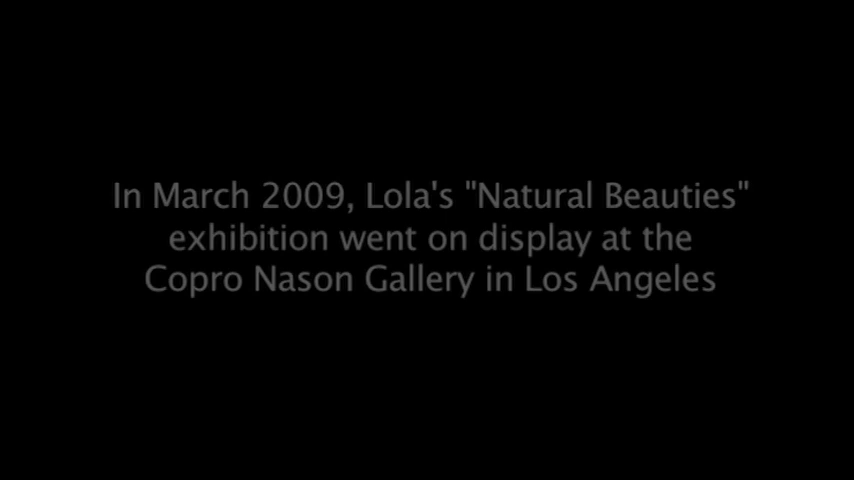 In March 2009, Lola's "Natural Beauties"
exhibition went on display at the
Copro Nason Gallery in Los Angeles